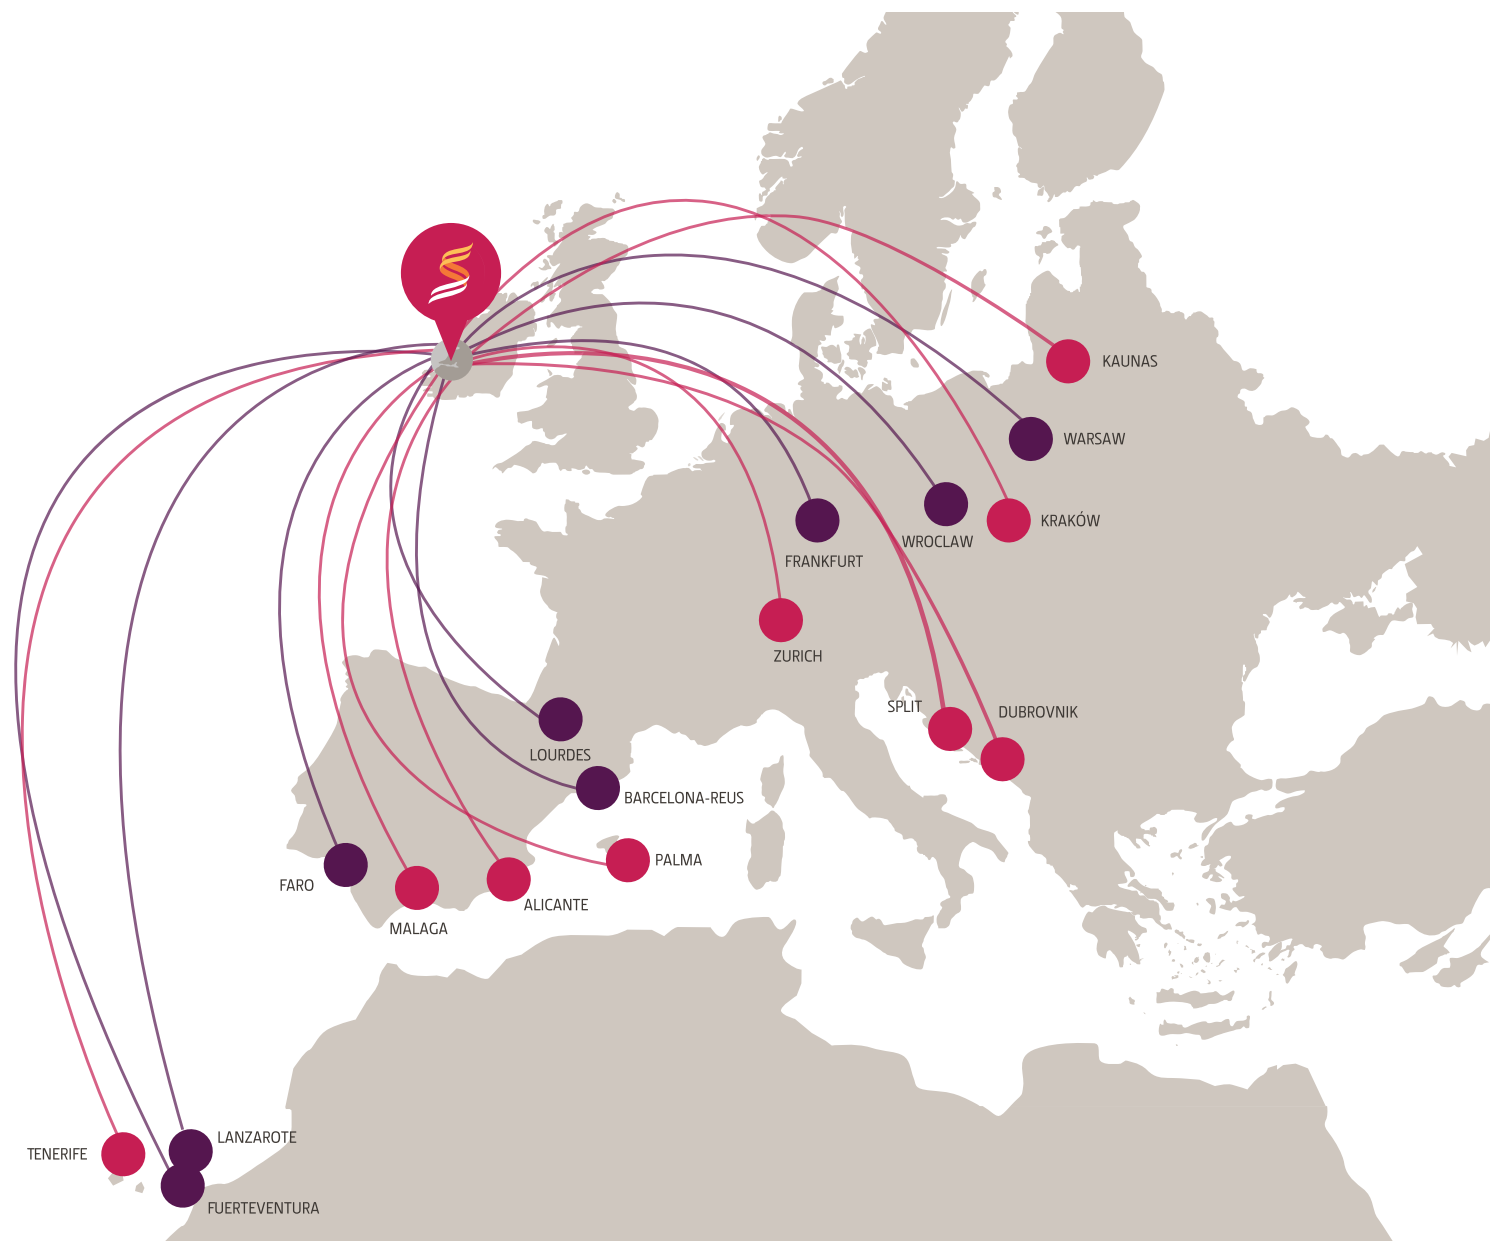 KAUNAS
WARSAW
KRAKÓW
WROCLAW
FRANKFURT
ZURICH
SPLIT
DUBROVNIK
LOURDES
BARCELONA-REUS
PALMA
FARO
ALICANTE
MALAGA
LANZAROTE
TENERIFE
FUERTEVENTURA